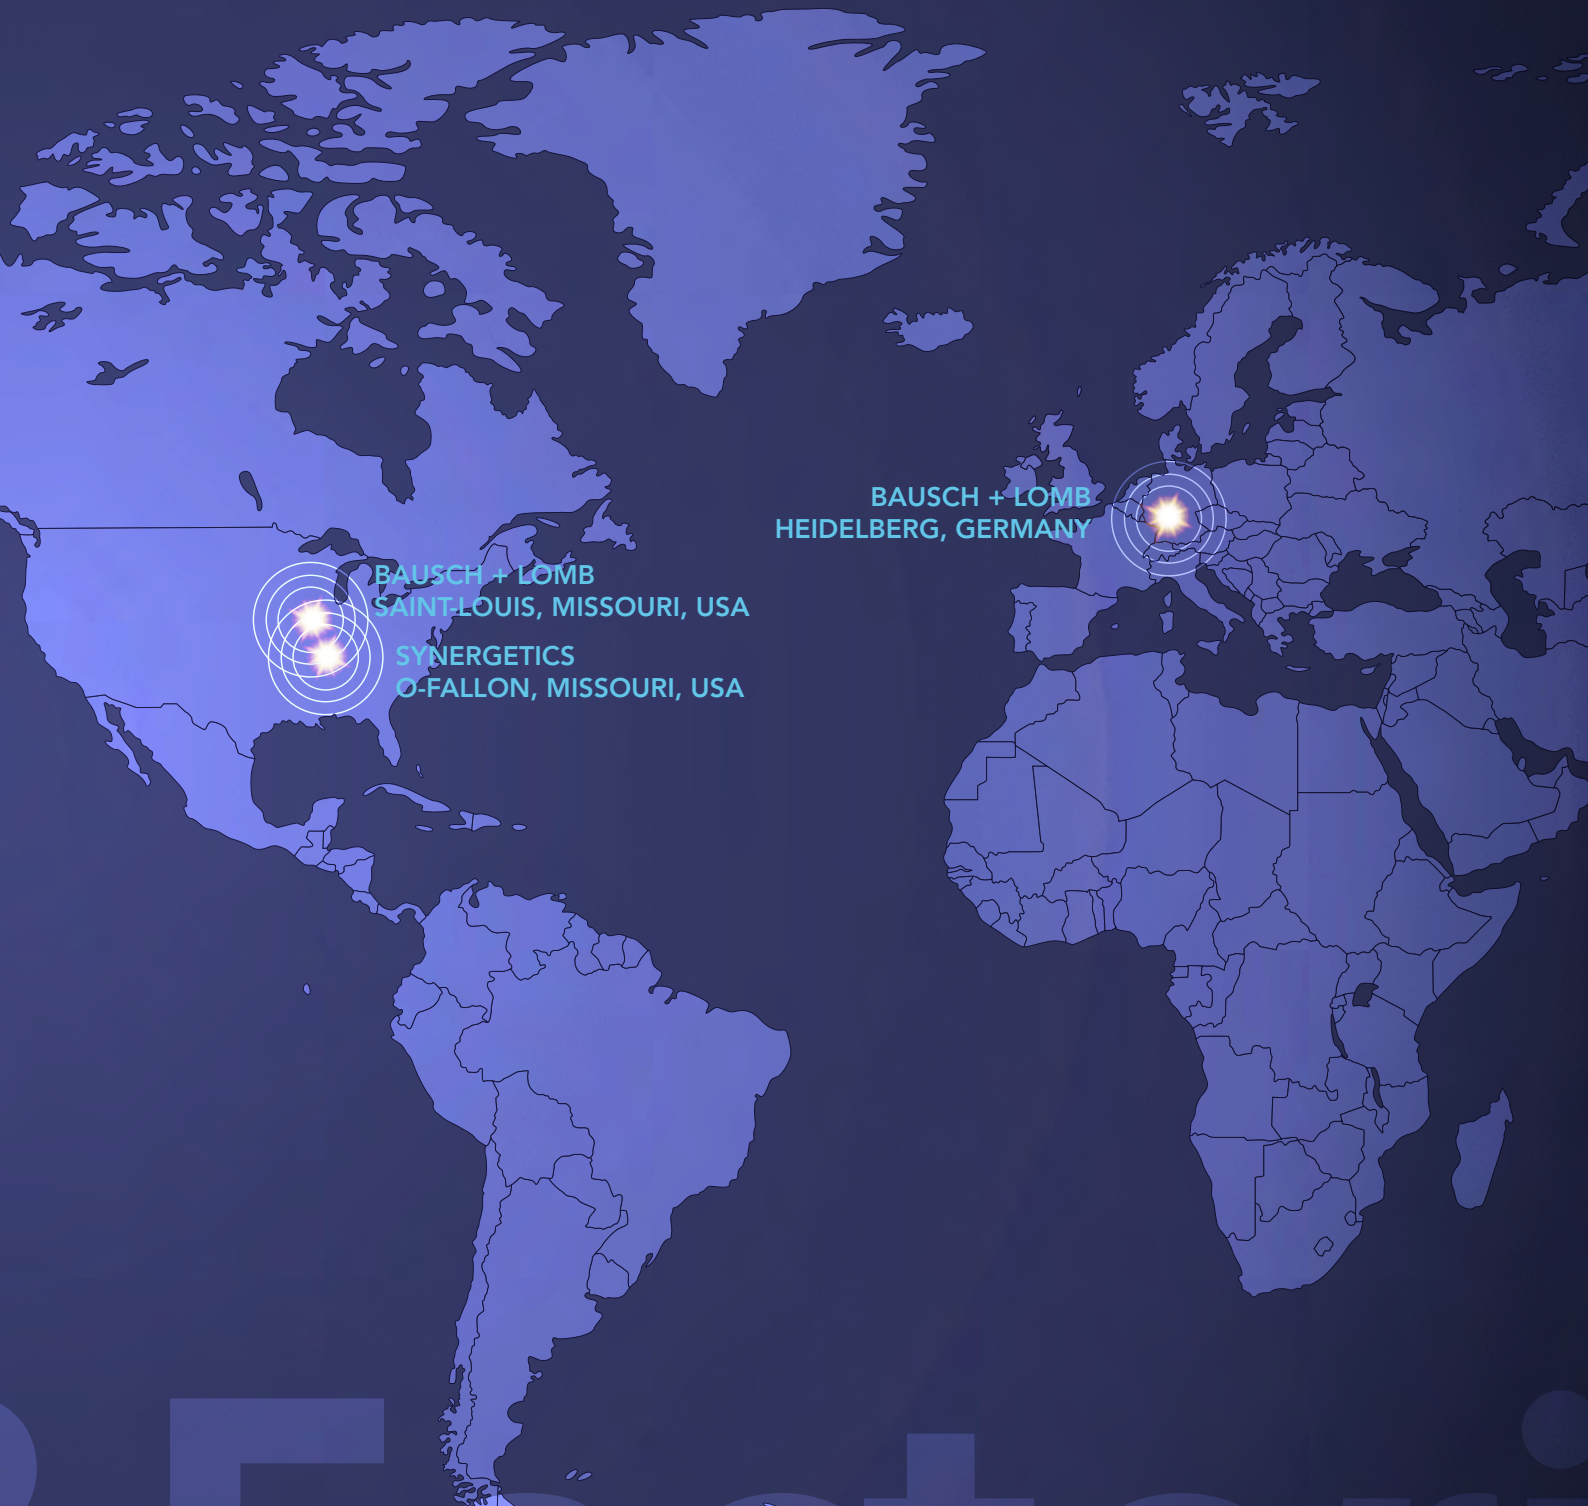 BAUSCH + LOMB
HEIDELBERG, GERMANY
BAUSCH + LOMB
SAINT-LOUIS, MISSOURI, USA
SYNERGETICS
O-FALLON, MISSOURI, USA